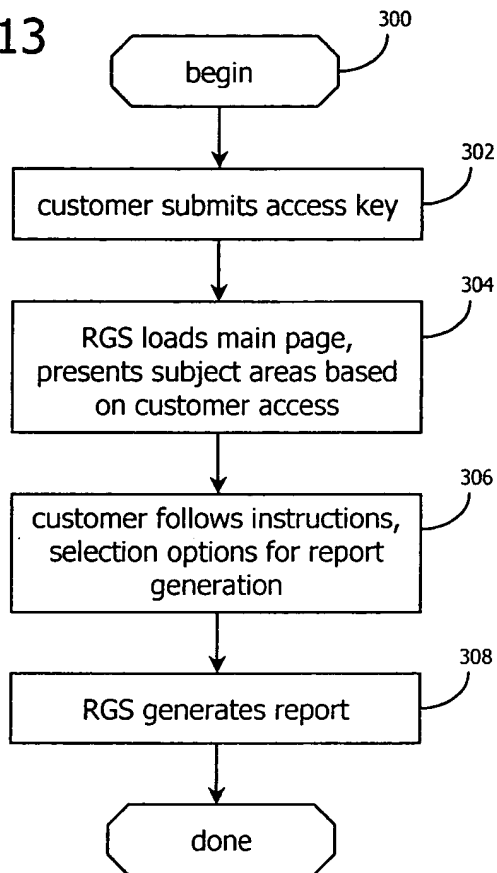 13
300
begin
302
customer submits access key
304
RGS loads main page,
presents subject areas based
on customer access
306
customer follows instructions,
selection options for report
generation
308
RGS generates report
done